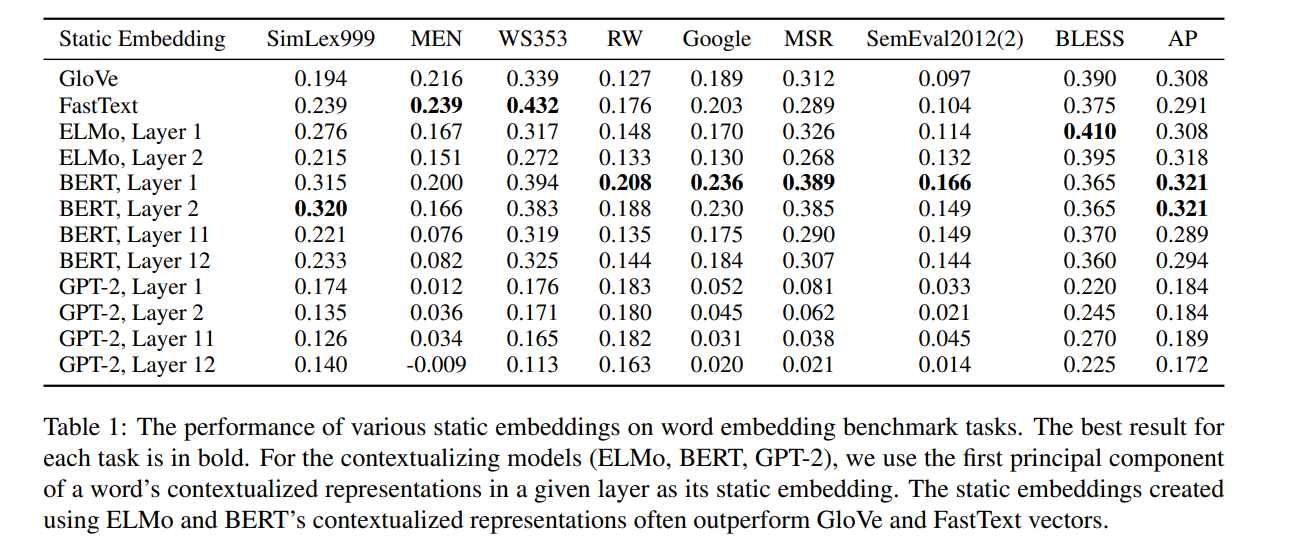 Static Embedding SimLex999 MEN WS353 RW Google MSR SemEval2012(2) BLESS AP
GloVe 0.194 0.216 0.339 0.127 0.189 0.312 0.097 0.390 0.308
FastText 0.239 0.239 0.432 0.176 0.203 0.289 0.104 0.375 0.291
ELMo, Layer 1 0.276 0.167 0.317 0.148 0.170 0.326 0.114 0.410 0.308
ELMo, Layer 2 0.215 0.151 0.272 0.133 0.130 0.268 0.132 0.395 0.318
BERT, Layer 1 0.315 0.200 0.394 0.208 0.236 0.389 0.166 0.365 0.321
BERT, Layer 2 0.320 0.166 0.383 0.188 0.230 0.385 0.149 0.365 0.321
BERT, Layer 11 0.221 0.076 0.319 0.135 0.175 0.290 0.149 0.370 0.289
BERT, Layer 12 0.233 0.082 0.325 0.144 0.184 0.307 0.144 0.360 0.294
GPT-2, Layer 1 0.174 0.012 0.176 0.183 0.052 0.081 0.033 0.220 0.184
GPT-2, Layer 2 0.135 0.036 0.171 0.180 0.045 0.062 0.021 0.245 0.184
GPT-2, Layer 11 0.126 0.034 0.165 0.182 0.031 0.038 0.045 0.270 0.189
GPT-2, Layer 12 0.140 -0.009 0.113 0.163 0.020 0.021 0.014 0.225 0.172
Table 1: The performance of various static embeddings on word embedding benchmark tasks. The best result for
each task is in bold. For the contextualizing models (ELMo, BERT, GPT-2), we use the first principal component
of a word's contextualized representations in a given layer as its static embedding. The static embeddings created
using ELMo and BERT's contextualized representations often outperform GloVe and FastText vectors.